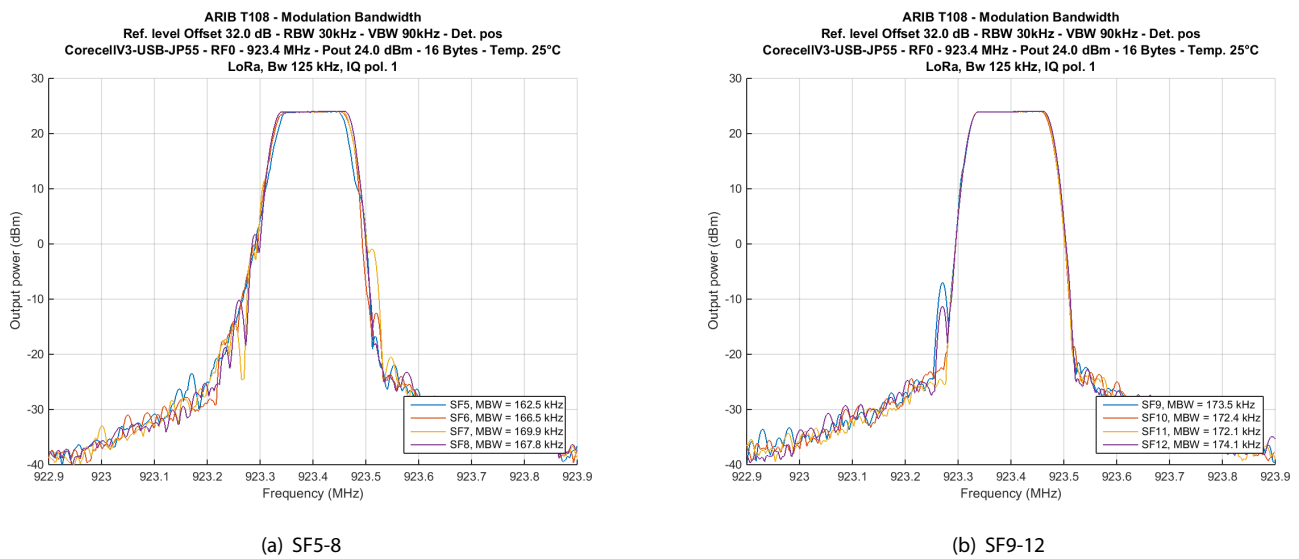 ARIB T108 - Modulation Bandwidth
Ref. level Offset 32.0 dB - RBW 30kHz - VBW 90kHz - Det. pos
CorecellV3-USB-JP55 - RF0 - 923.4 MHz - Pout 24.0 dBm - 16 Bytes - Temp. 25°C
LoRa, Bw 125 kHz, IQ pol. 1
30
20
10
0
-10
-20
-30
-40
Output power (dBm)
SF5, MBW = 162.5 kHz
SF6, MBW = 166.5 kHz
SF7, MBW = 169.9 kHz
SF8, MBW = 167.8 kHz
922.9 923 923.1 923.2 923.3 923.4 923.5 923.6 923.7 923.8 923.9
Frequency (MHz)
(a) SF5-8
ARIB T108 - Modulation Bandwidth
Ref. level Offset 32.0 dB - RBW 30kHz - VBW 90kHz - Det. pos
CorecellV3-USB-JP55 - RF0 - 923.4 MHz - Pout 24.0 dBm - 16 Bytes - Temp. 25°C
LoRa, Bw 125 kHz, IQ pol. 1
30
20
10
0
-10
-20
-30
-40
Output power (dBm)
SF9, MBW = 173.5 kHz
SF10, MBW = 172.4 kHz
SF11, MBW = 172.1 kHz
SF12, MBW = 174.1 kHz
922.9 923 923.1 923.2 923.3 923.4 923.5 923.6 923.7 923.8 923.9
Frequency (MHz)
(b) SF9-12